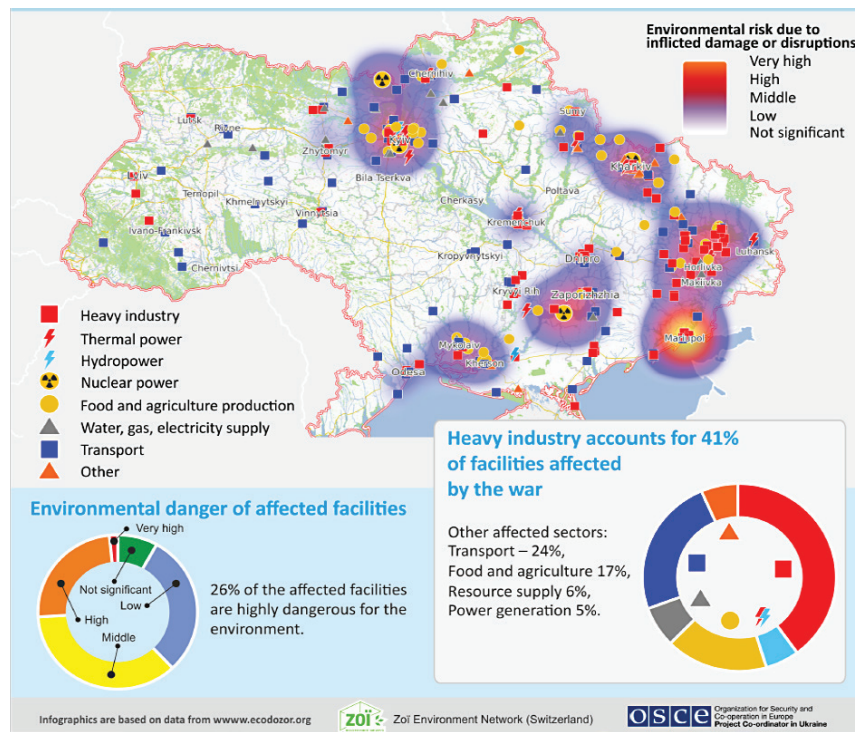 Environmental risk due to
inflicted damage or disruptions
Very high
High
Middle
Low
Not significant
Chernihiv
Sumy
Lutsk
Rivne
Kyiv
Zhytomyr
Kharkiv
Lviv
Bila Tserkva
Poltava
Ternopil
Khmelnytskyi
Cherkasy
Vinnytsia
Kremenchuk
Luhansk
Ivano-Frankivsk
Horlivka
Kropyvnytskyi
Dnipro
Chernivtsi
Makiivka
Kryvyi Rih
Zaporizhzhia
Mariupol
Mykolaiv
Kherson
Odesa
Heavy industry
Thermal power
Hydropower
Nuclear power
Food and agriculture production
Water, gas, electricity supply
Transport
Other
Environmental danger of affected facilities
Very high
Not significant
Low
High
Middle
26% of the affected facilities
are highly dangerous for the
environment.
Heavy industry accounts for 41%
of facilities affected
by the war
Other affected sectors:
Transport – 24%,
Food and agriculture 17%,
Resource supply 6%,
Power generation 5%.
Infographics are based on data from wwww.ecodozor.org
ZOÏ
Zoï Environment Network (Switzerland)
OSCE
Organization for Security and
Co-operation in Europe
Project Co-ordinator in Ukraine